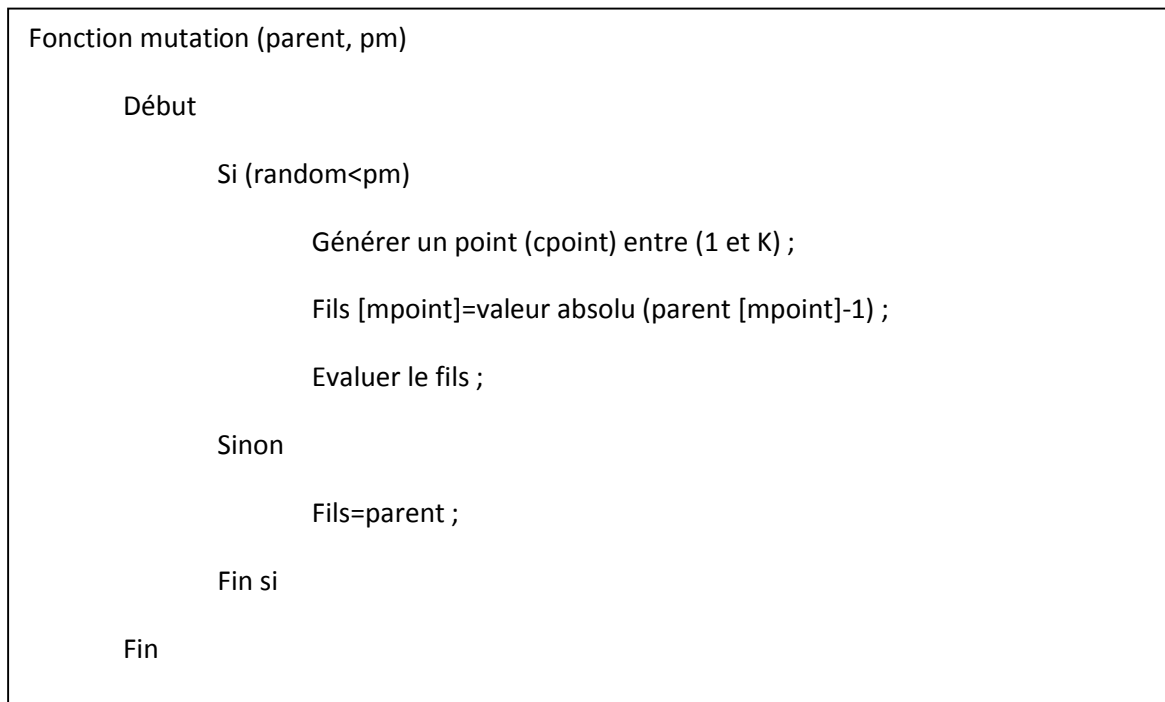 Fonction mutation (parent, pm)
Début
Si (random<pm)
Générer un point (cpoint) entre (1 et K) ;
Fils [mpoint]=valeur absolu (parent [mpoint]-1) ;
Evaluer le fils ;
Sinon
Fils=parent ;
Fin si
Fin